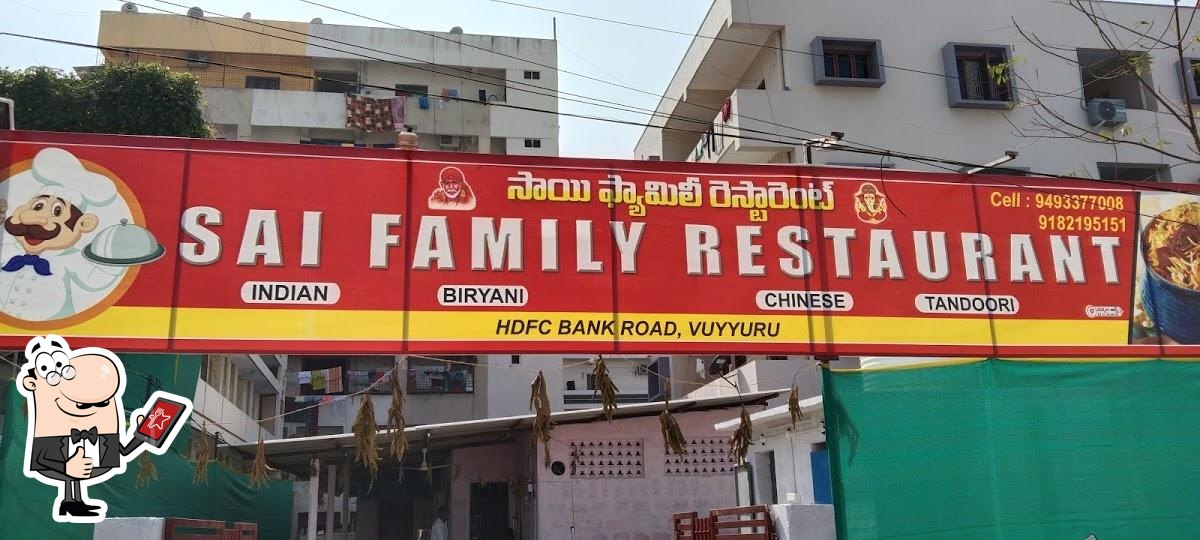 సాయి ఫ్యామిలీ రెస్టారెంట్
Cell : 9493377008
9182195151
SAI FAMILY RESTAURANT
INDIAN BIRYANI CHINESE TANDOORI
HDFC BANK ROAD, VUYYURU